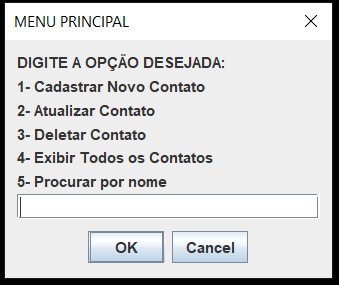 MENU PRINCIPAL
DIGITE A OPÇÃO DESEJADA:
1- Cadastrar Novo Contato
2- Atualizar Contato
3- Deletar Contato
4- Exibir Todos os Contatos
5- Procurar por nome
OK Cancel